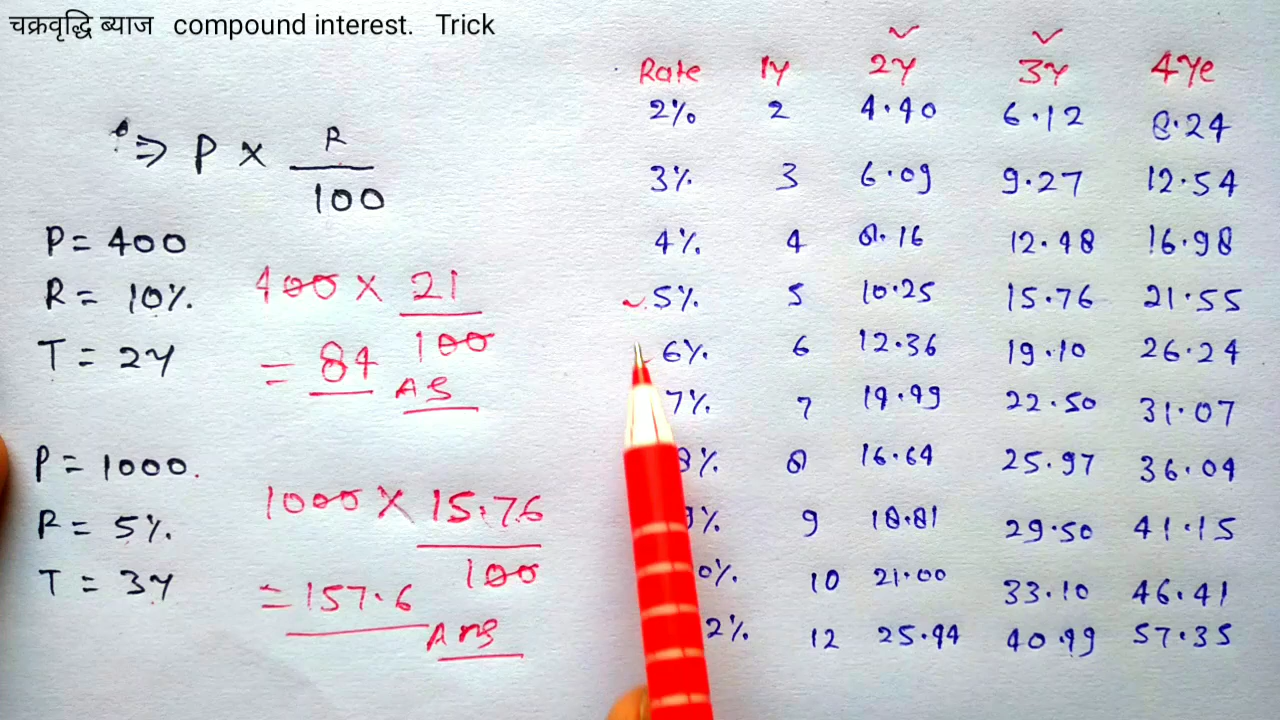 चक्रवृद्धि ब्याज compound interest. Trick
⇒ P × R
100
P = 400
R = 10%.
T = 2Y
400 × 21
100
= 84 AS
P = 1000.
R = 5%.
T = 3Y
1000 × 15.76
100
= 157.6 Ans
Rate 1y 2Y 3Y 4Ye
2% 2 4.40 6.12 8.24
3% 3 6.09 9.27 12.54
4% 4 8.16 12.48 16.98
5% 5 10.25 15.76 21.55
6% 6 12.36 19.10 26.24
7% 7 14.49 22.50 31.07
8% 8 16.64 25.97 36.04
9% 9 18.81 29.50 41.15
0% 10 21.00 33.10 46.41
2% 12 25.44 40.49 57.35